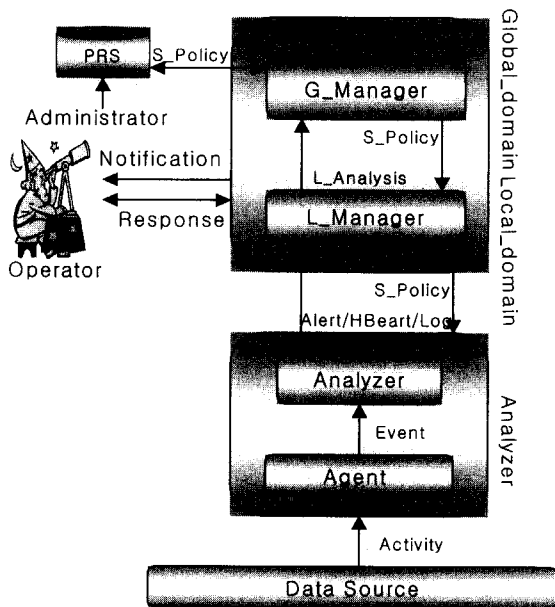 PRS
S_Policy
G_Manager
Administrator
S_Policy
Notification
L_Analysis
Response
L_Manager
Operator
Global_domain Local_domain
S_Policy
Alert/HBeart/Log
Analyzer
Event
Agent
Analyzer
Activity
Data Source